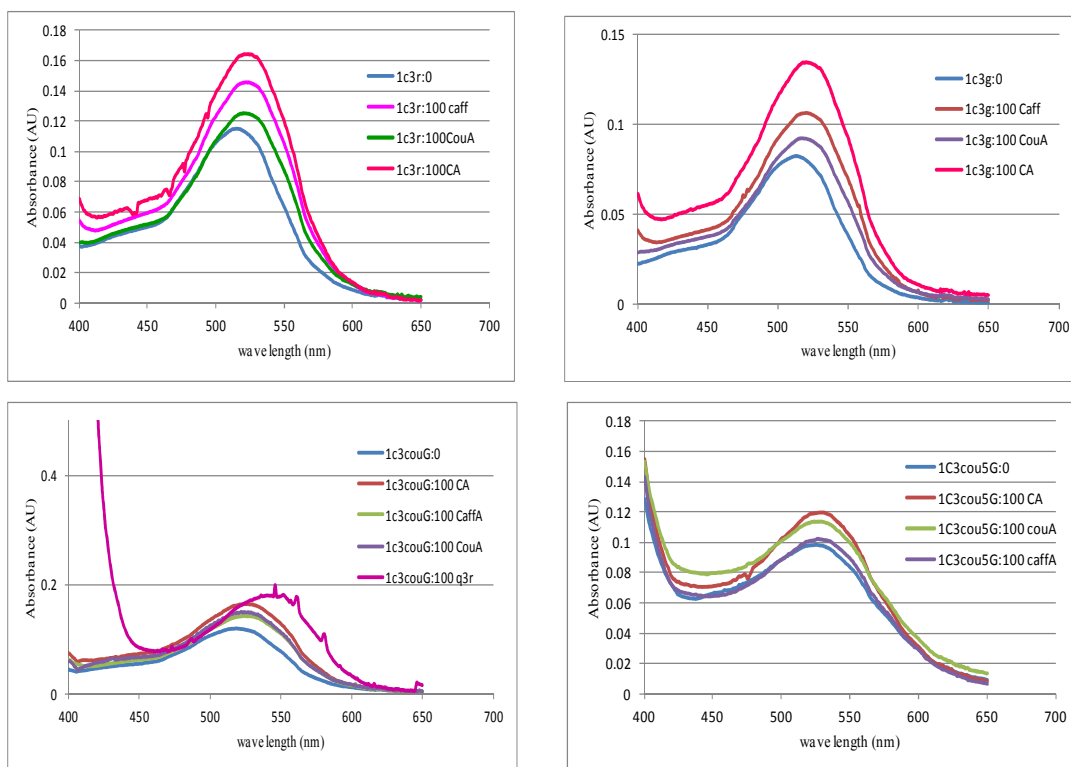 0.18
0.16
0.14
0.12
0.1
0.08
0.06
0.04
0.02
0
Absorbance (AU)
400 450 500 550 600 650 700
wave length (nm)
1c3r:0
1c3r:100 caff
1c3r:100CouA
1c3r:100CA
0.15
0.1
0.05
0
Absorbance (AU)
400 450 500 550 600 650 700
wave length (nm)
1c3g:0
1c3g:100 Caff
1c3g:100 CouA
1c3g:100 CA
0.4
0.2
0
Absorbance (AU)
400 450 500 550 600 650 700
wave length (nm)
1c3couG:0
1c3couG:100 CA
1c3couG:100 CaffA
1c3couG:100 CouA
1c3couG:100 q3r
0.18
0.16
0.14
0.12
0.1
0.08
0.06
0.04
0.02
0
Absorbance (AU)
400 450 500 550 600 650 700
wave length (nm)
1C3cou5G:0
1C3cou5G:100 CA
1C3cou5G:100 couA
1C3cou5G:100 caffA